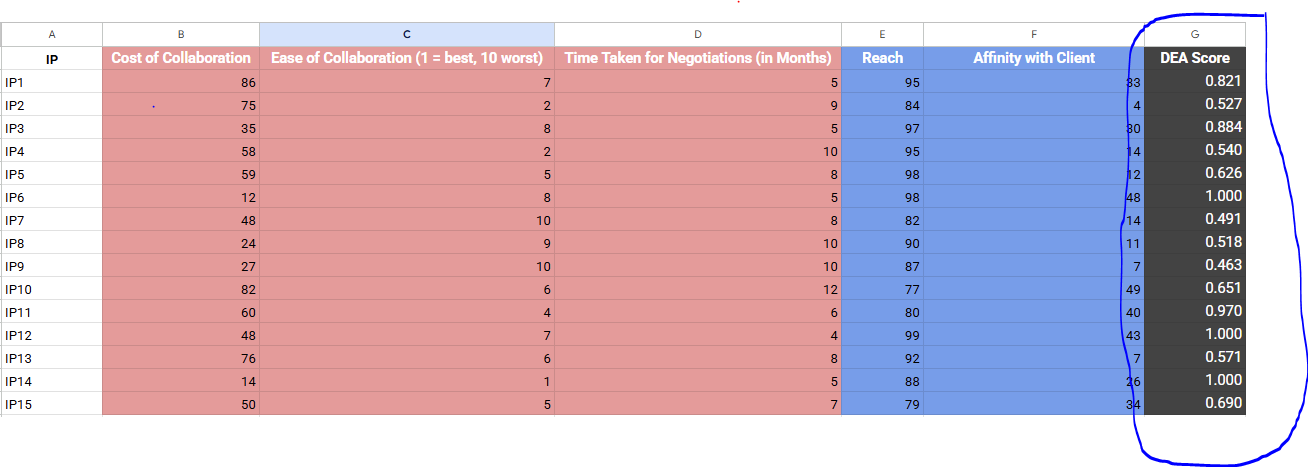 A B C D E F G
IP Cost of Collaboration Ease of Collaboration (1 = best, 10 worst) Time Taken for Negotiations (in Months) Reach Affinity with Client DEA Score
IP1 86 7 5 95 33 0.821
IP2 75 2 9 84 4 0.527
IP3 35 8 5 97 30 0.884
IP4 58 2 10 95 14 0.540
IP5 59 5 8 98 12 0.626
IP6 12 8 5 98 48 1.000
IP7 48 10 8 82 14 0.491
IP8 24 9 10 90 11 0.518
IP9 27 10 10 87 7 0.463
IP10 82 6 12 77 49 0.651
IP11 60 4 6 80 40 0.970
IP12 48 7 4 99 43 1.000
IP13 76 6 8 92 7 0.571
IP14 14 1 5 88 26 1.000
IP15 50 5 7 79 34 0.690